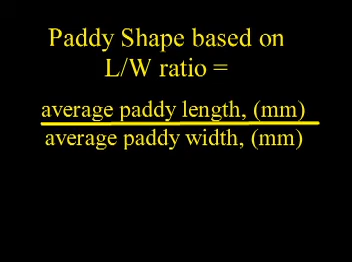 Paddy Shape based on
L/W ratio =
average paddy length, (mm)
average paddy width, (mm)